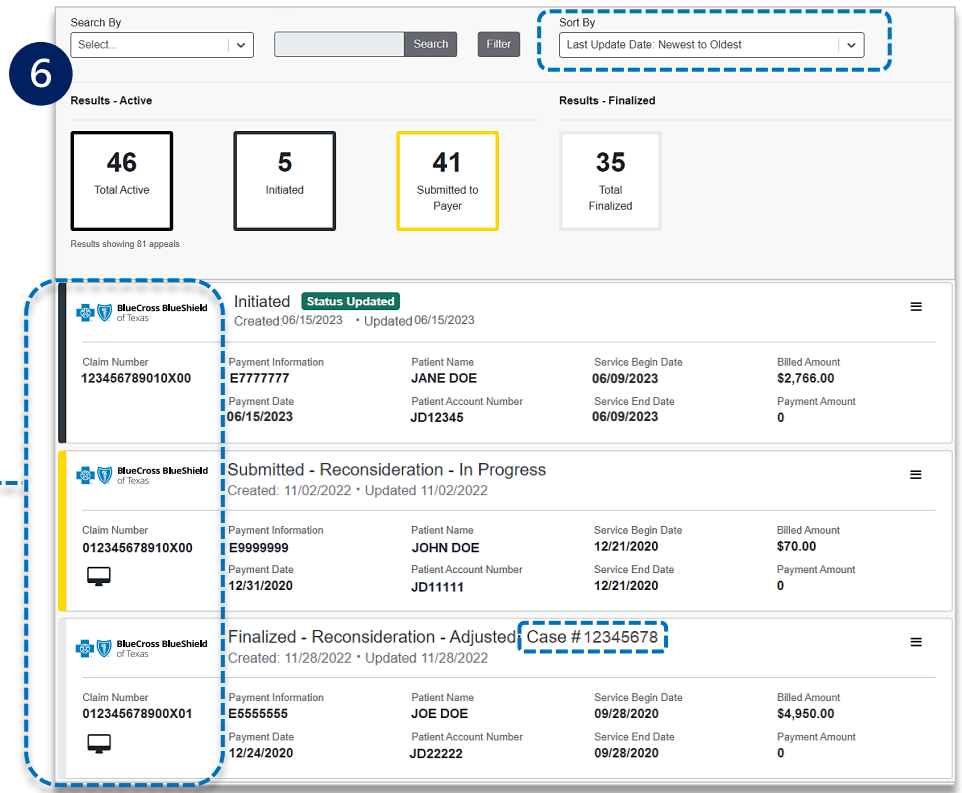 6
Search By
Sort By
Select...
Search
Filter
Last Update Date: Newest to Oldest
Results - Active
Results - Finalized
46
Total Active
5
Initiated
41
Submitted to
Payer
35
Total
Finalized
Results showing 81 appeals
BlueCross BlueShield
of Texas
Initiated Status Updated
Created:06/15/2023 • Updated 06/15/2023
Claim Number
123456789010X00
Payment Information
E7777777
Patient Name
JANE DOE
Service Begin Date
06/09/2023
Billed Amount
$2,766.00
Payment Date
06/15/2023
Patient Account Number
JD12345
Service End Date
06/09/2023
Payment Amount
0
BlueCross BlueShield
of Texas
Submitted - Reconsideration - In Progress
Created: 11/02/2022 • Updated 11/02/2022
Claim Number
012345678910X00
Payment Information
E9999999
Patient Name
JOHN DOE
Service Begin Date
12/21/2020
Billed Amount
$70.00
Payment Date
12/31/2020
Patient Account Number
JD11111
Service End Date
12/21/2020
Payment Amount
0
BlueCross BlueShield
of Texas
Finalized - Reconsideration - Adjusted Case #12345678
Created: 11/28/2022 • Updated 11/28/2022
Claim Number
012345678900X01
Payment Information
E5555555
Patient Name
JOE DOE
Service Begin Date
09/28/2020
Billed Amount
$4,950.00
Payment Date
12/24/2020
Patient Account Number
JD22222
Service End Date
09/28/2020
Payment Amount
0